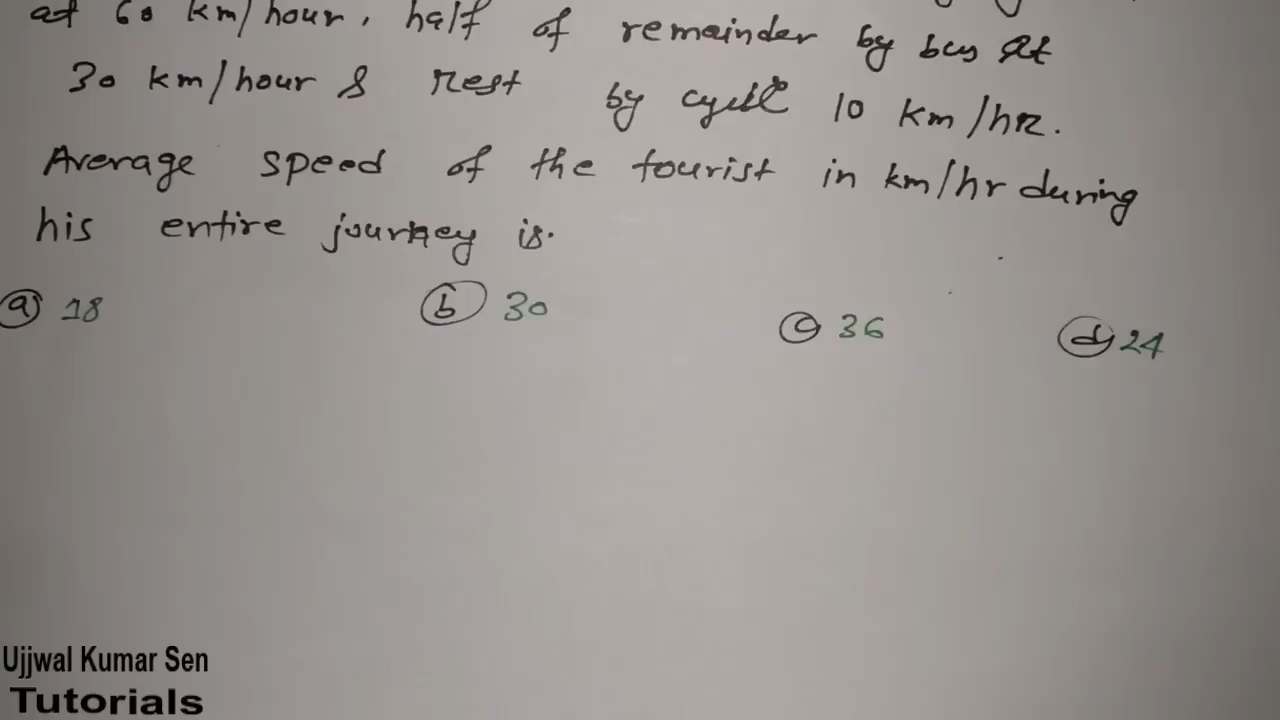 at 60 km/hour, half of remainder by bus at
30 km/hour & rest by cycle 10 km/hr.
Average speed of the tourist in km/hr during
his entire journey is.
(a) 18 (b) 30 (c) 36 (d) 24
Ujjwal Kumar Sen
Tutorials